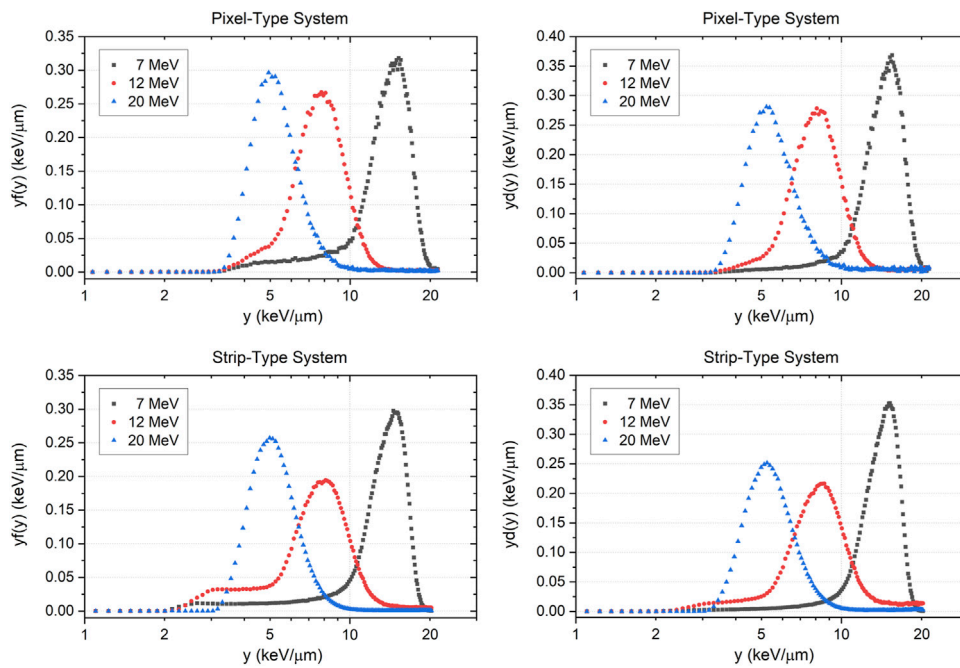 Pixel-Type System
yf(y) (keV/μm)
0.35
0.30
0.25
0.20
0.15
0.10
0.05
0.00
7 MeV
12 MeV
20 MeV
1 2 5 10 20
y (keV/μm)
Pixel-Type System
yd(y) (keV/μm)
0.40
0.35
0.30
0.25
0.20
0.15
0.10
0.05
0.00
7 MeV
12 MeV
20 MeV
1 2 5 10 20
y (keV/μm)
Strip-Type System
yf(y) (keV/μm)
0.35
0.30
0.25
0.20
0.15
0.10
0.05
0.00
7 MeV
12 MeV
20 MeV
1 2 5 10 20
y (keV/μm)
Strip-Type System
yd(y) (keV/μm)
0.40
0.35
0.30
0.25
0.20
0.15
0.10
0.05
0.00
7 MeV
12 MeV
20 MeV
1 2 5 10 20
y (keV/μm)